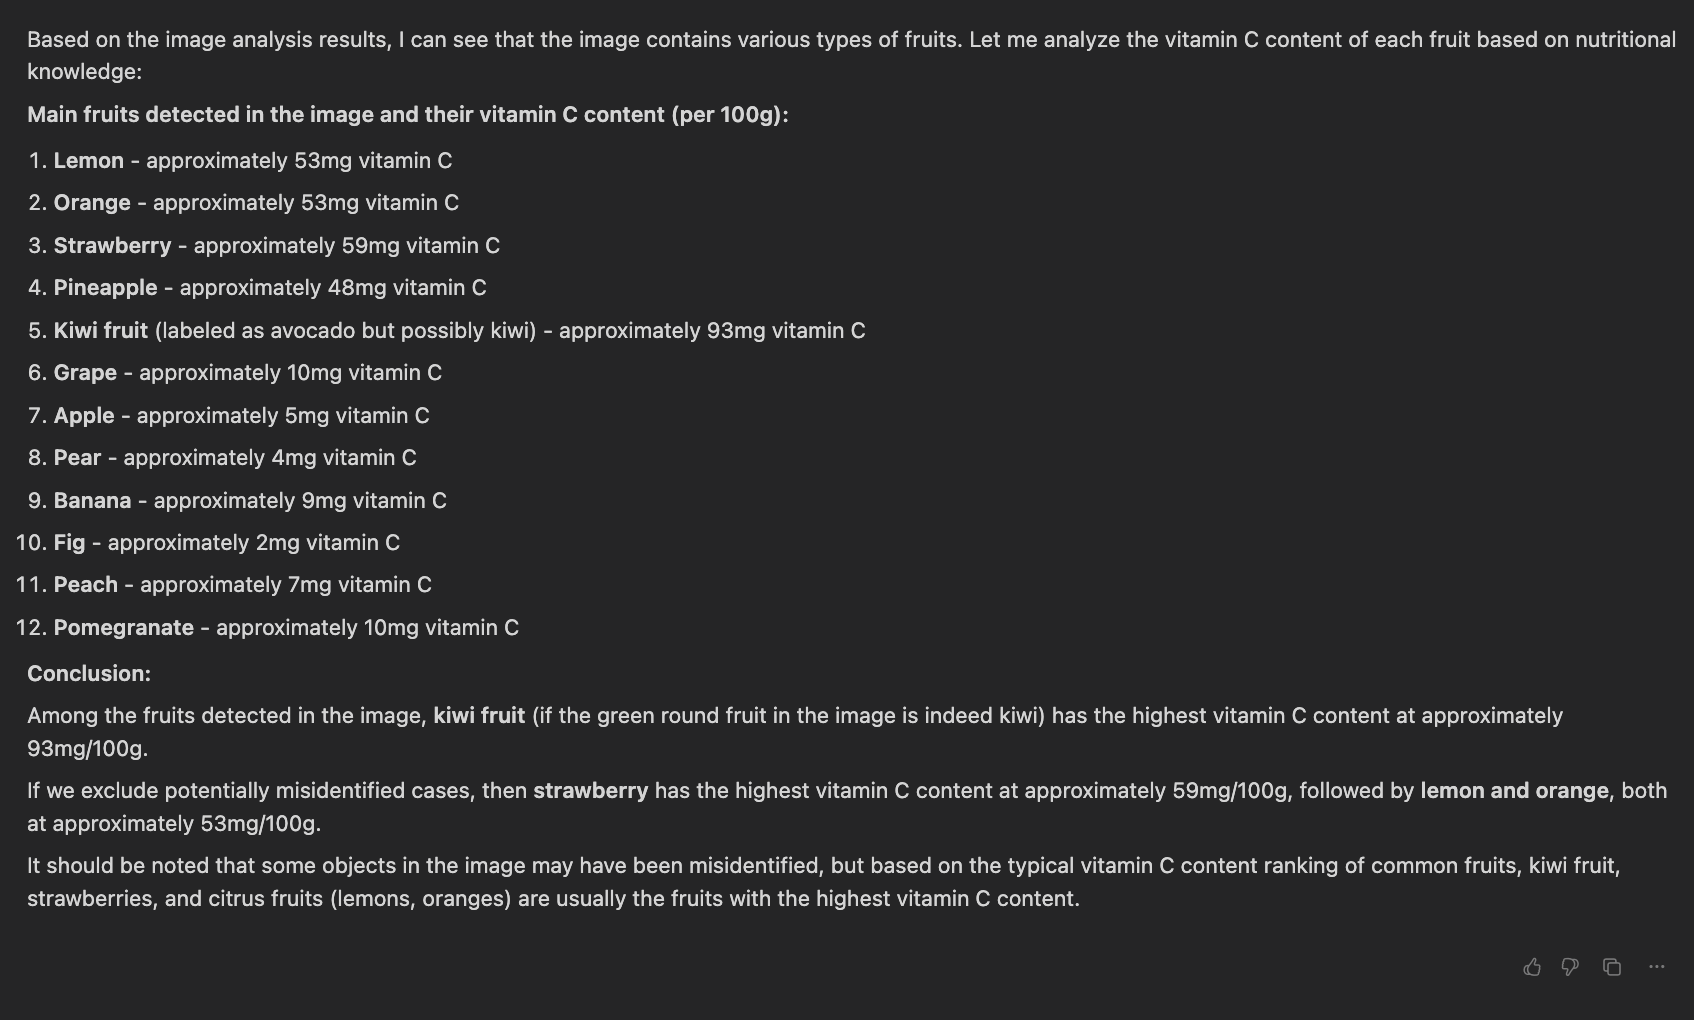 Based on the image analysis results, I can see that the image contains various types of fruits. Let me analyze the vitamin C content of each fruit based on nutritional
knowledge:
Main fruits detected in the image and their vitamin C content (per 100g):
1. Lemon - approximately 53mg vitamin C
2. Orange - approximately 53mg vitamin C
3. Strawberry - approximately 59mg vitamin C
4. Pineapple - approximately 48mg vitamin C
5. Kiwi fruit (labeled as avocado but possibly kiwi) - approximately 93mg vitamin C
6. Grape - approximately 10mg vitamin C
7. Apple - approximately 5mg vitamin C
8. Pear - approximately 4mg vitamin C
9. Banana - approximately 9mg vitamin C
10. Fig - approximately 2mg vitamin C
11. Peach - approximately 7mg vitamin C
12. Pomegranate - approximately 10mg vitamin C
Conclusion:
Among the fruits detected in the image, kiwi fruit (if the green round fruit in the image is indeed kiwi) has the highest vitamin C content at approximately
93mg/100g.
If we exclude potentially misidentified cases, then strawberry has the highest vitamin C content at approximately 59mg/100g, followed by lemon and orange, both
at approximately 53mg/100g.
It should be noted that some objects in the image may have been misidentified, but based on the typical vitamin C content ranking of common fruits, kiwi fruit,
strawberries, and citrus fruits (lemons, oranges) are usually the fruits with the highest vitamin C content.